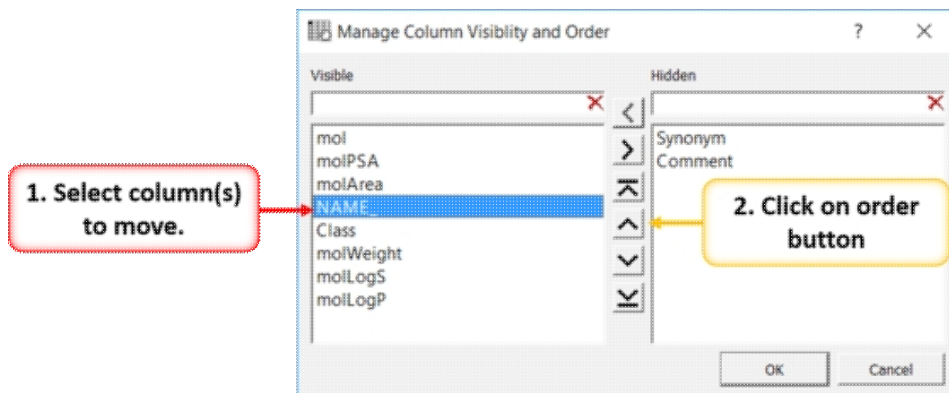 Manage Column Visiblity and Order
Visible
Hidden
mol
molPSA
molArea
NAME_
Class
molWeight
molLogS
molLogP
Synonym
Comment
1. Select column(s)
to move.
2. Click on order
button
OK
Cancel